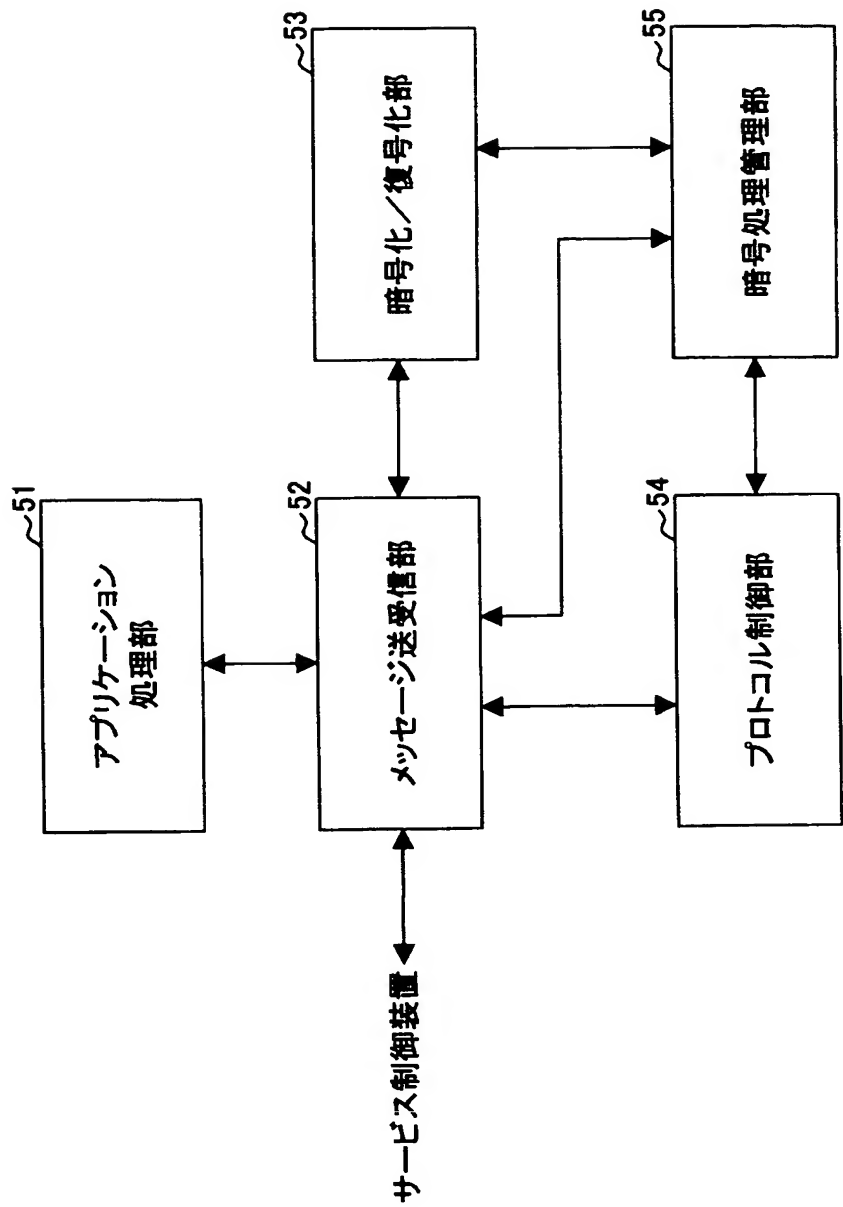 アプリケーション
処理部
51
サービス制御装置
メッセージ送受信部
52
暗号化／復号化部
53
プロトコル制御部
54
暗号処理管理部
55